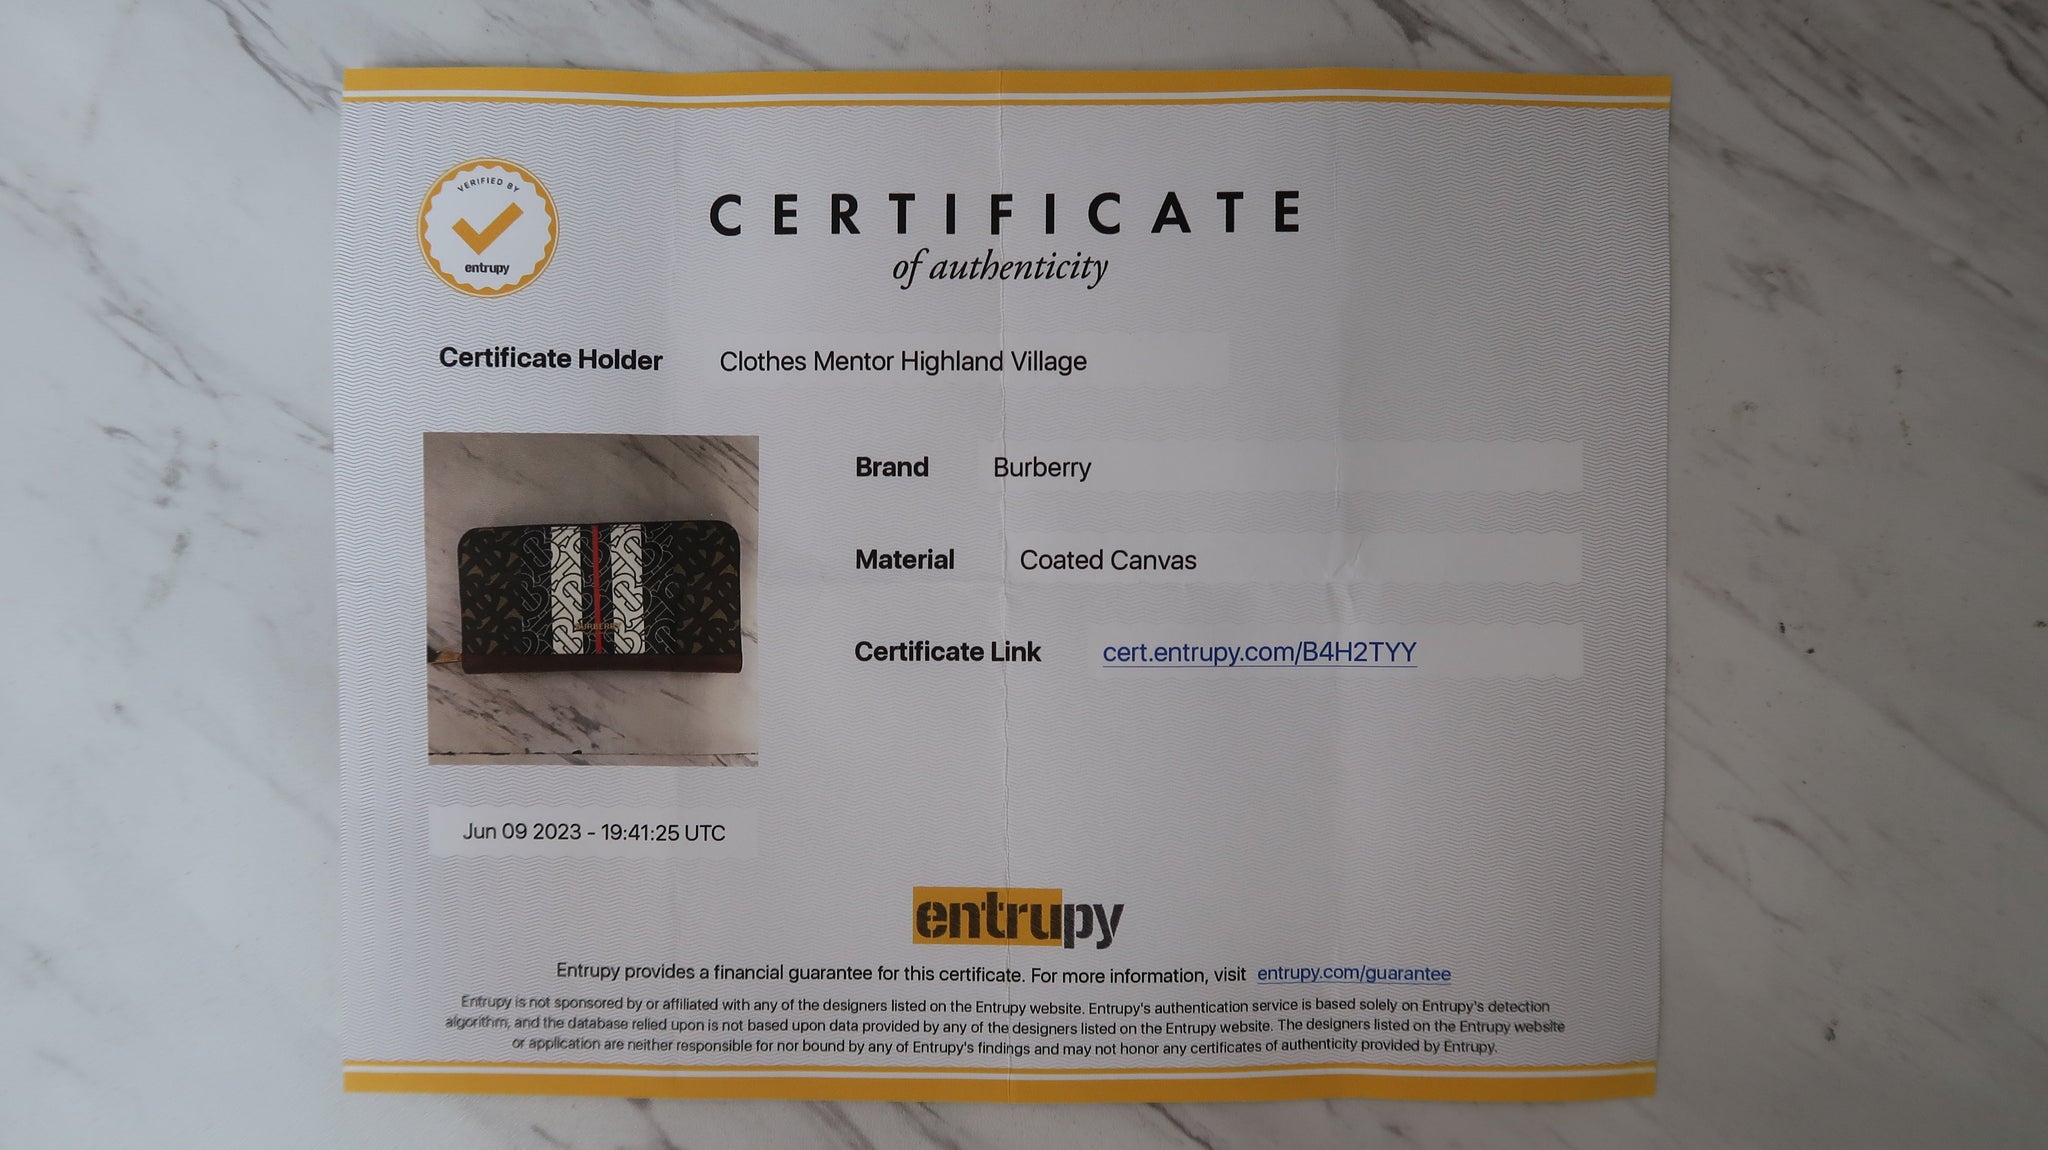 VERIFIED BY
entrupy
CERTIFICATE
of authenticity
Certificate Holder Clothes Mentor Highland Village
Brand Burberry
Material Coated Canvas
Certificate Link cert.entrupy.com/B4H2TYY
BURBERRY
Jun 09 2023 - 19:41:25 UTC
entrupy
Entrupy provides a financial guarantee for this certificate. For more information, visit entrupy.com/guarantee
Entrupy is not sponsored by or affiliated with any of the designers listed on the Entrupy website. Entrupy's authentication service is based solely on Entrupy's detection
algorithm, and the database relied upon is not based upon data provided by any of the designers listed on the Entrupy website. The designers listed on the Entrupy website
or application are neither responsible for nor bound by any of Entrupy's findings and may not honor any certificates of authenticity provided by Entrupy.